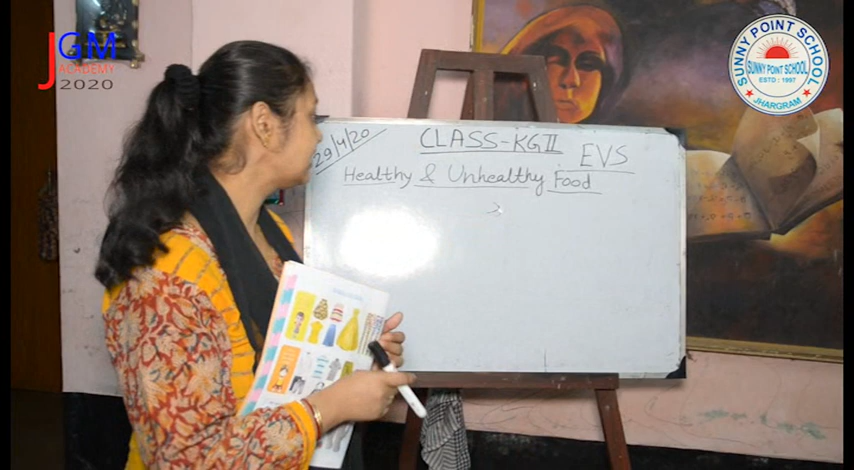 JGM
ACADEMY
2020
SUNNY POINT SCHOOL
SUNNY POINT SCHOOL
ESTD : 1997
JHARGRAM
29/4/20
CLASS-KG II
EVS
Healthy & Unhealthy Food